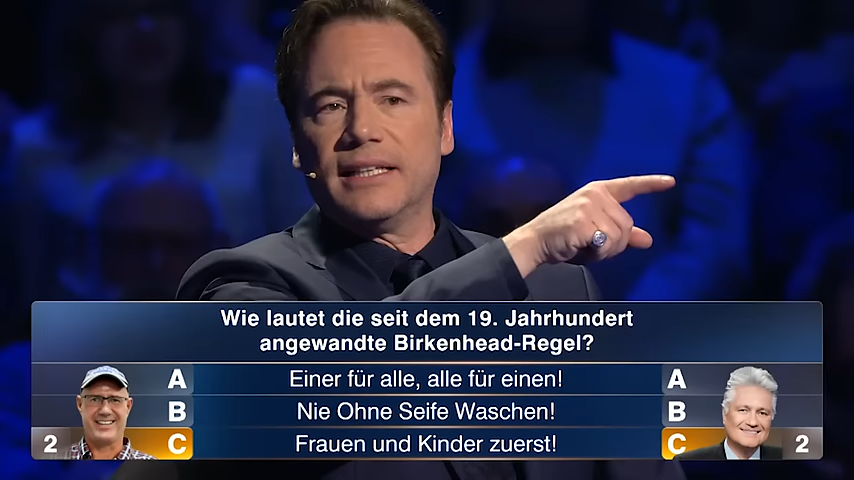 Wie lautet die seit dem 19. Jahrhundert
angewandte Birkenhead-Regel?
A Einer für alle, alle für einen! A
B Nie Ohne Seife Waschen! B
2 C Frauen und Kinder zuerst! C 2